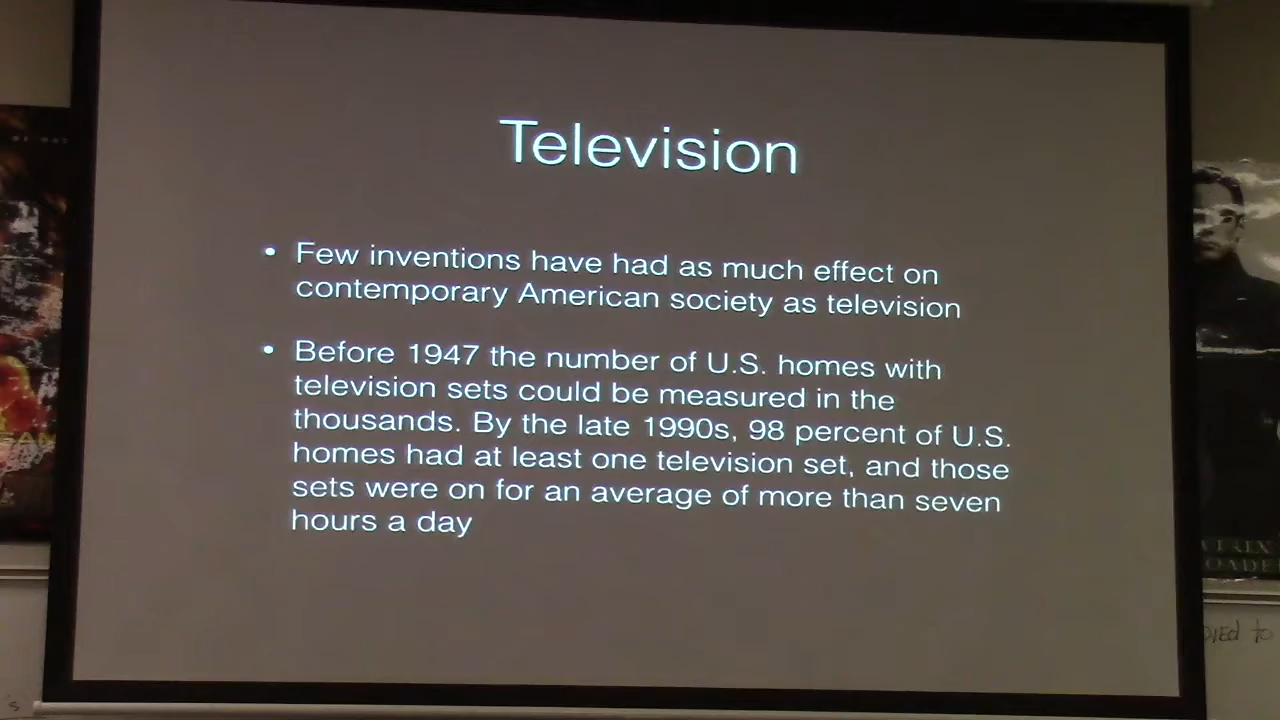 Television
• Few inventions have had as much effect on
contemporary American society as television
• Before 1947 the number of U.S. homes with
television sets could be measured in the
thousands. By the late 1990s, 98 percent of U.S.
homes had at least one television set, and those
sets were on for an average of more than seven
hours a day